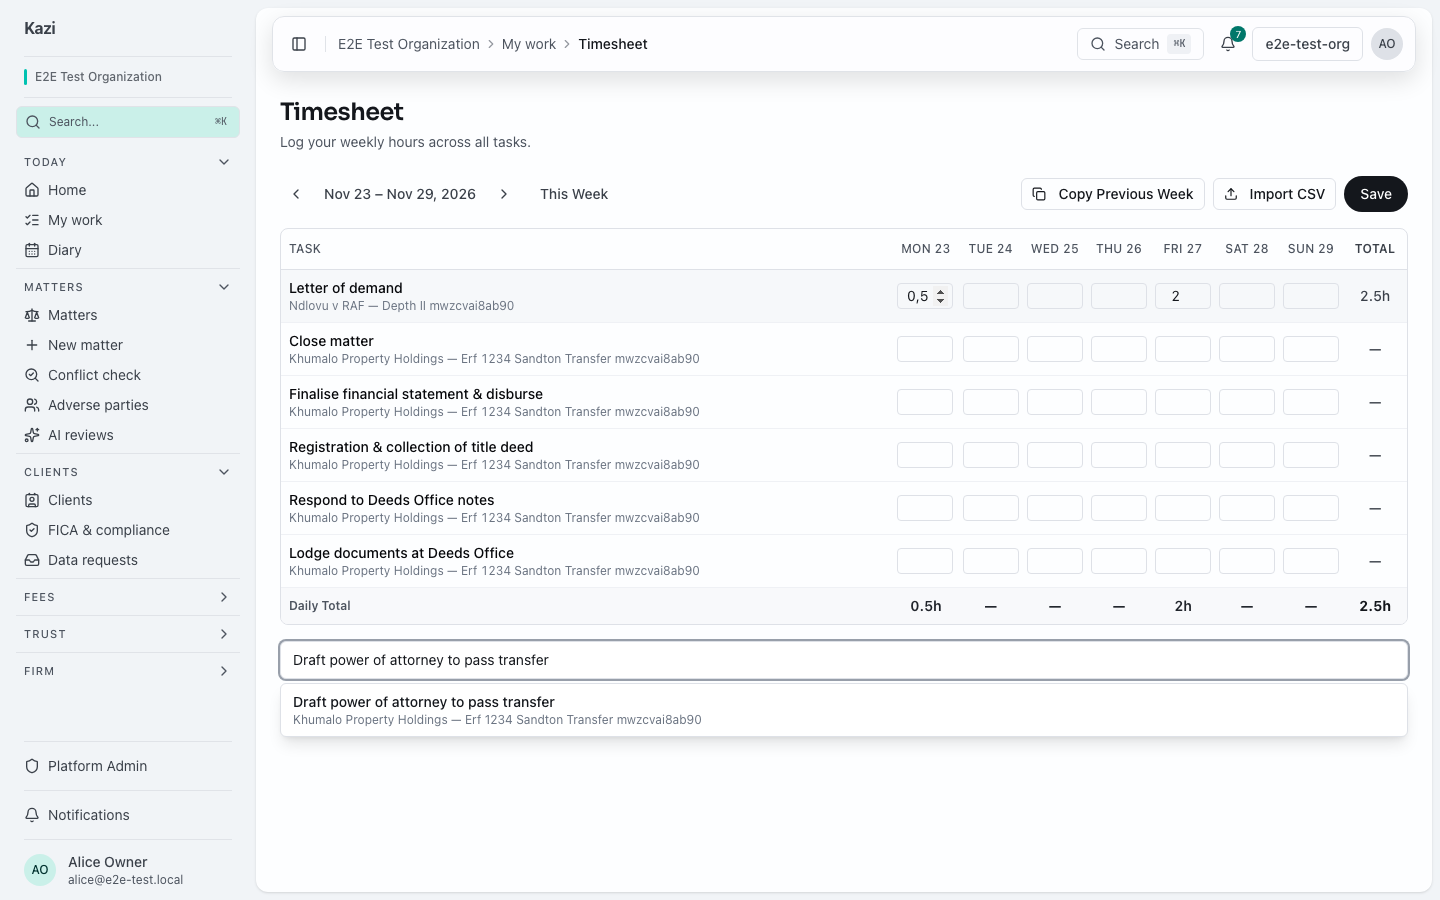 Kazi
E2E Test Organization
Search... ⌘K
TODAY
Home
My work
Diary
MATTERS
Matters
New matter
Conflict check
Adverse parties
AI reviews
CLIENTS
Clients
FICA & compliance
Data requests
FEES
TRUST
FIRM
Platform Admin
Notifications
AO Alice Owner
alice@e2e-test.local
E2E Test Organization > My work > Timesheet
Search ⌘K 7 e2e-test-org AO
Timesheet
Log your weekly hours across all tasks.
Nov 23 – Nov 29, 2026 This Week Copy Previous Week Import CSV Save
TASK MON 23 TUE 24 WED 25 THU 26 FRI 27 SAT 28 SUN 29 TOTAL
Letter of demand 0,5 2 2.5h
Ndlovu v RAF — Depth II mwzcvai8ab90
Close matter —
Khumalo Property Holdings — Erf 1234 Sandton Transfer mwzcvai8ab90
Finalise financial statement & disburse —
Khumalo Property Holdings — Erf 1234 Sandton Transfer mwzcvai8ab90
Registration & collection of title deed —
Khumalo Property Holdings — Erf 1234 Sandton Transfer mwzcvai8ab90
Respond to Deeds Office notes —
Khumalo Property Holdings — Erf 1234 Sandton Transfer mwzcvai8ab90
Lodge documents at Deeds Office —
Khumalo Property Holdings — Erf 1234 Sandton Transfer mwzcvai8ab90
Daily Total 0.5h — — — 2h — — 2.5h
Draft power of attorney to pass transfer
Draft power of attorney to pass transfer
Khumalo Property Holdings — Erf 1234 Sandton Transfer mwzcvai8ab90